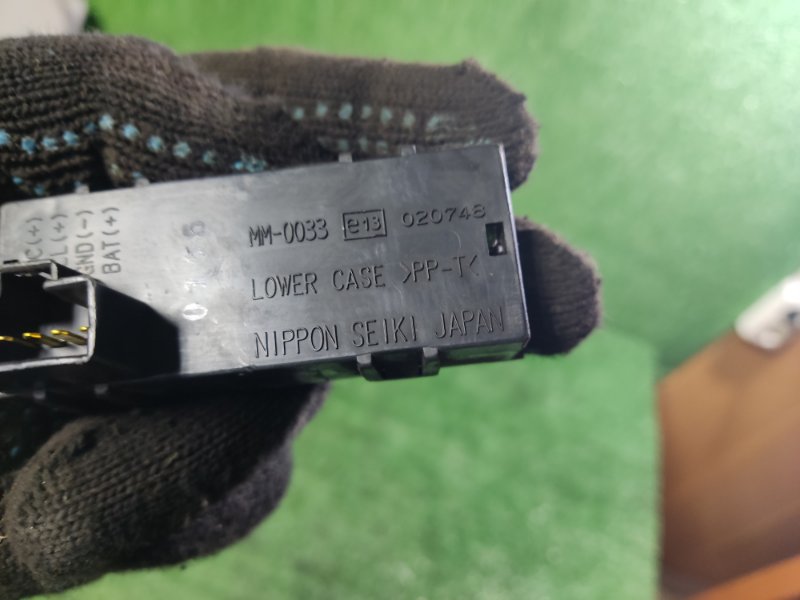 GND(-)
BAT(+)
MM-0033 e13 020748
LOWER CASE >PP-T<
NIPPON SEIKI JAPAN